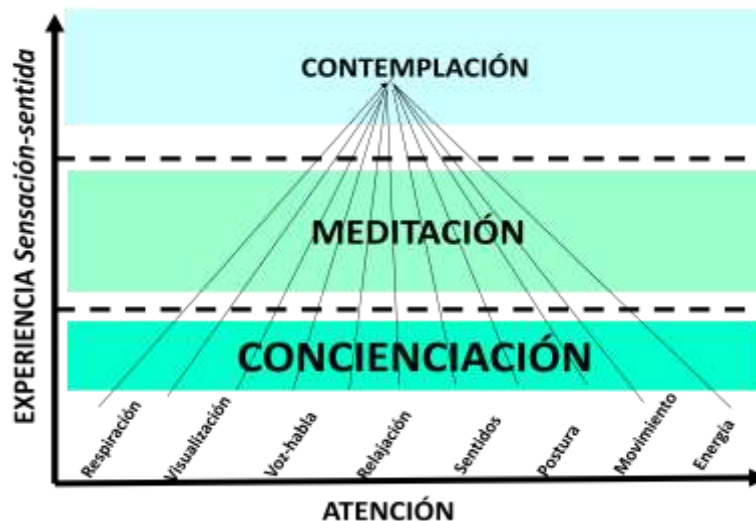 EXPERIENCIA Sensación-sentida
CONTEMPLACIÓN
MEDITACIÓN
CONCIENCIACIÓN
Respiración
Visualización
Voz-habla
Relajación
Sentidos
Postura
Movimiento
Energía
ATENCIÓN